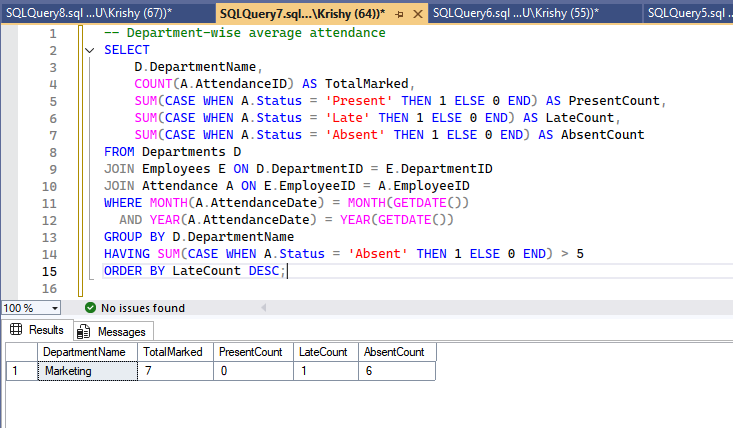 SQLQuery8.sql ...U\Krishy (67))* SQLQuery7.sql...\Krishy (64))* SQLQuery6.sql ...U\Krishy (55))* SQLQuery5.sql ..
1 -- Department-wise average attendance
2 SELECT
3 D.DepartmentName,
4 COUNT(A.AttendanceID) AS TotalMarked,
5 SUM(CASE WHEN A.Status = 'Present' THEN 1 ELSE 0 END) AS PresentCount,
6 SUM(CASE WHEN A.Status = 'Late' THEN 1 ELSE 0 END) AS LateCount,
7 SUM(CASE WHEN A.Status = 'Absent' THEN 1 ELSE 0 END) AS AbsentCount
8 FROM Departments D
9 JOIN Employees E ON D.DepartmentID = E.DepartmentID
10 JOIN Attendance A ON E.EmployeeID = A.EmployeeID
11 WHERE MONTH(A.AttendanceDate) = MONTH(GETDATE())
12 AND YEAR(A.AttendanceDate) = YEAR(GETDATE())
13 GROUP BY D.DepartmentName
14 HAVING SUM(CASE WHEN A.Status = 'Absent' THEN 1 ELSE 0 END) > 5
15 ORDER BY LateCount DESC;
16
100 % No issues found
Results Messages
DepartmentName TotalMarked PresentCount LateCount AbsentCount
1 Marketing 7 0 1 6